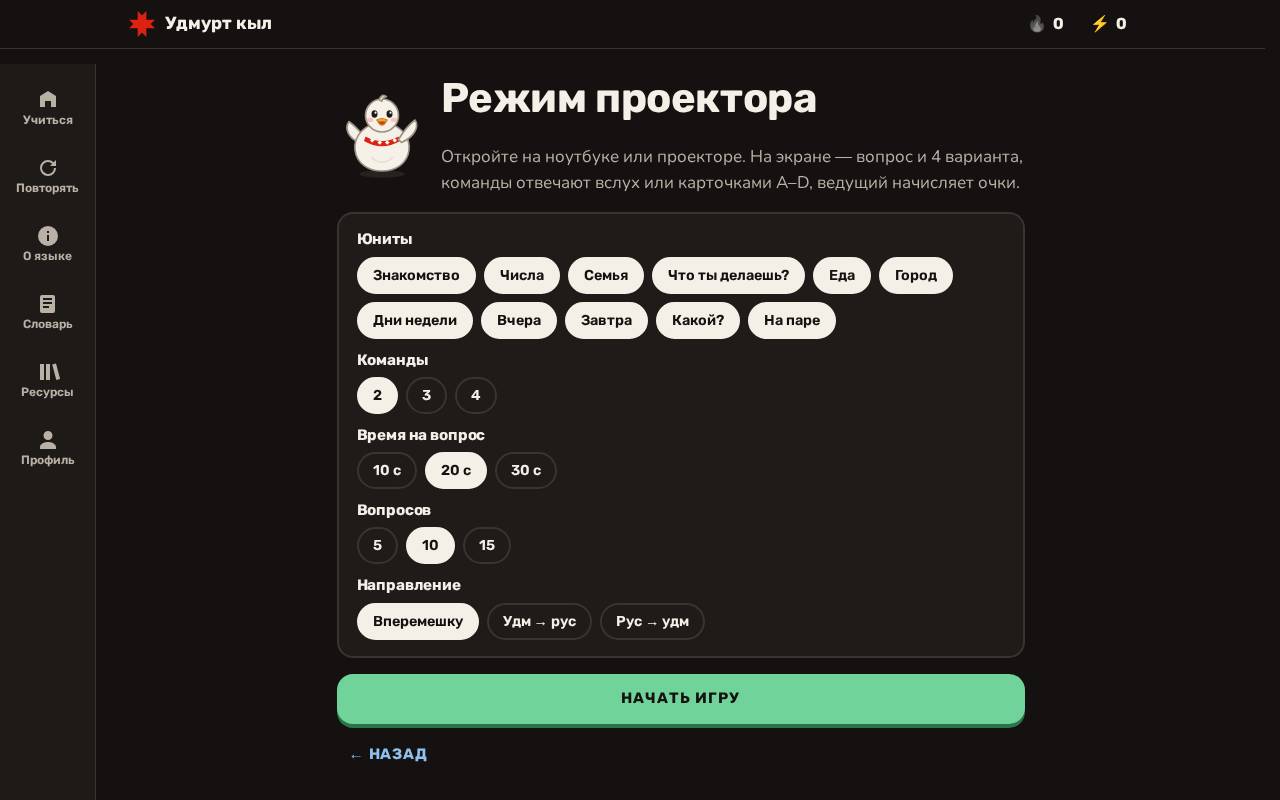 Удмурт кыл
0
0
Учиться
Повторять
О языке
Словарь
Ресурсы
Профиль
Режим проектора
Откройте на ноутбуке или проекторе. На экране — вопрос и 4 варианта,
команды отвечают вслух или карточками A–D, ведущий начисляет очки.
Юниты
Знакомство Числа Семья Что ты делаешь? Еда Город
Дни недели Вчера Завтра Какой? На паре
Команды
2 3 4
Время на вопрос
10 с 20 с 30 с
Вопросов
5 10 15
Направление
Вперемешку Удм → рус Рус → удм
НАЧАТЬ ИГРУ
← НАЗАД